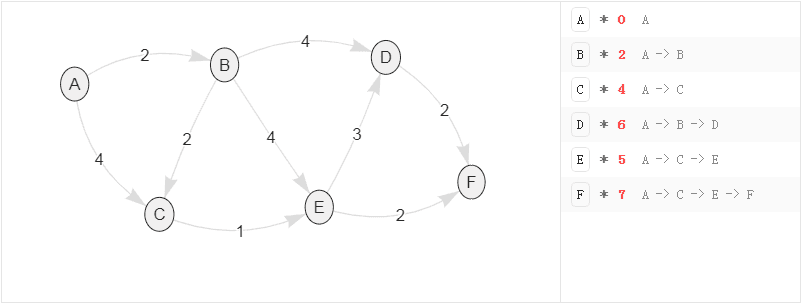 A
B
C
D
E
F
2
4
4
2
4
3
2
1
2
A * 0 A
B * 2 A -> B
C * 4 A -> C
D * 6 A -> B -> D
E * 5 A -> C -> E
F * 7 A -> C -> E -> F